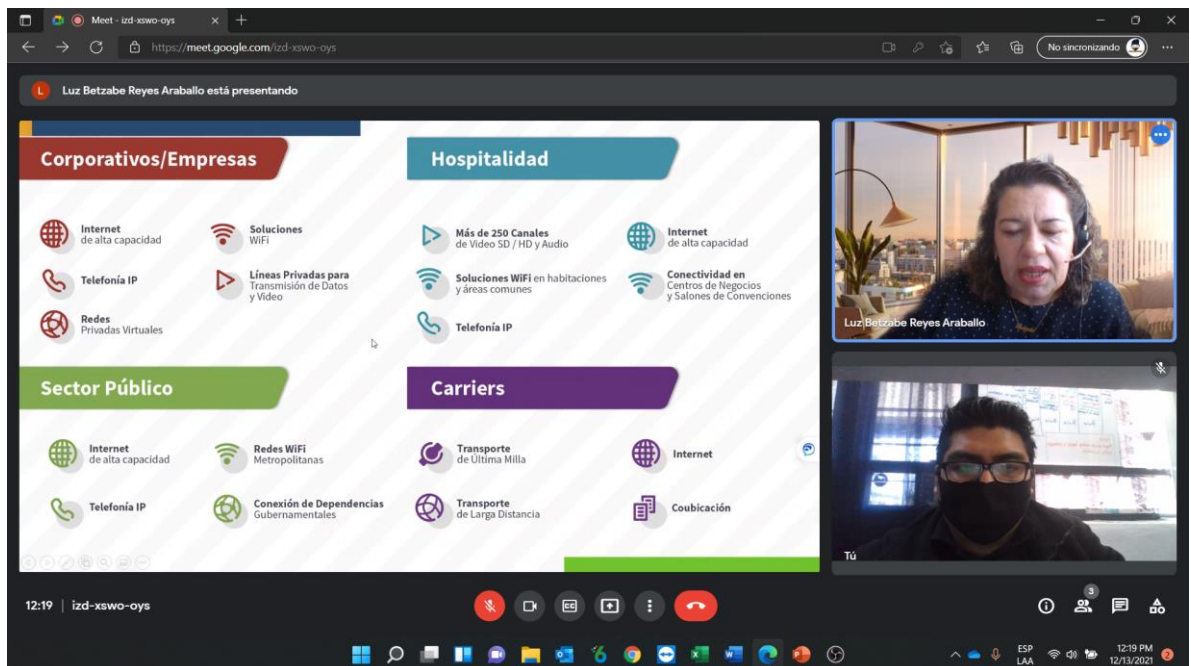 Meet - izd-xswo-oys
https://meet.google.com/izd-xswo-oys
No sincronizando
L Luz Betzabe Reyes Araballo está presentando
Corporativos/Empresas
Internet
de alta capacidad
Soluciones
WiFi
Telefonía IP
Líneas Privadas para
Transmisión de Datos
y Video
Redes
Privadas Virtuales
Hospitalidad
Más de 250 Canales
de Video SD / HD y Audio
Internet
de alta capacidad
Soluciones WiFi en habitaciones
y áreas comunes
Conectividad en
Centros de Negocios
y Salones de Convenciones
Telefonía IP
Sector Público
Internet
de alta capacidad
Redes WiFi
Metropolitanas
Telefonía IP
Conexión de Dependencias
Gubernamentales
Carriers
Transporte
de Última Milla
Internet
Transporte
de Larga Distancia
Coubicación
Luz Betzabe Reyes Araballo
Tú
12:19 | izd-xswo-oys
CC
3
ESP
LAA
12:19 PM
12/13/2021
2